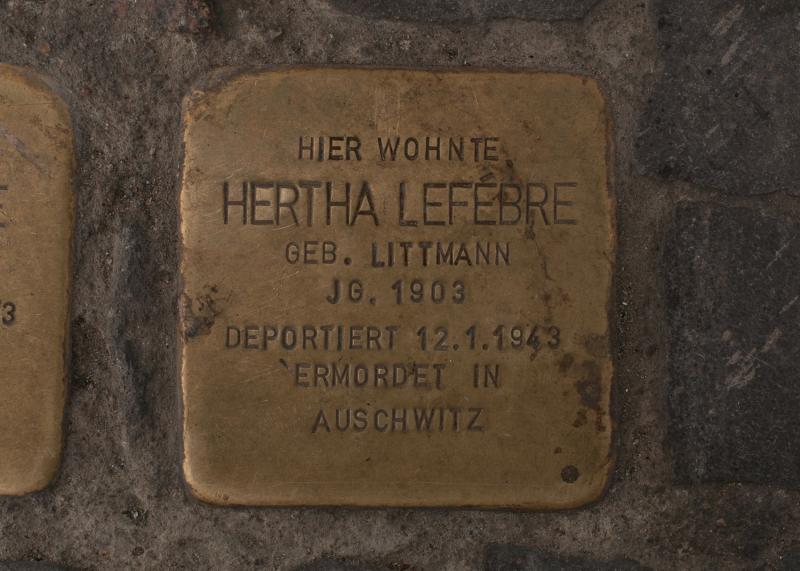 HIER WOHNTE
HERTHA LEFÈBRE
GEB. LITTMANN
JG. 1903
DEPORTIERT 12.1.1943
ERMORDET IN
AUSCHWITZ